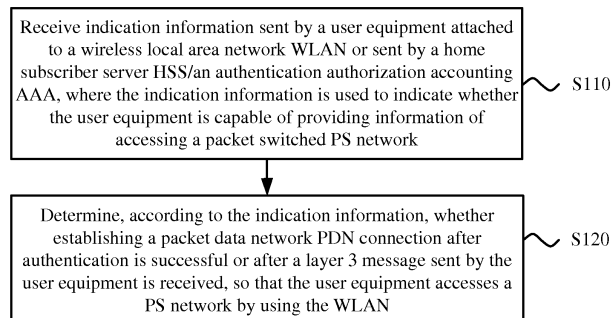 Receive indication information sent by a user equipment attached
to a wireless local area network WLAN or sent by a home
subscriber server HSS/an authentication authorization accounting
AAA, where the indication information is used to indicate whether
the user equipment is capable of providing information of
accessing a packet switched PS network
S110
Determine, according to the indication information, whether
establishing a packet data network PDN connection after
authentication is successful or after a layer 3 message sent by the
user equipment is received, so that the user equipment accesses a
PS network by using the WLAN
S120